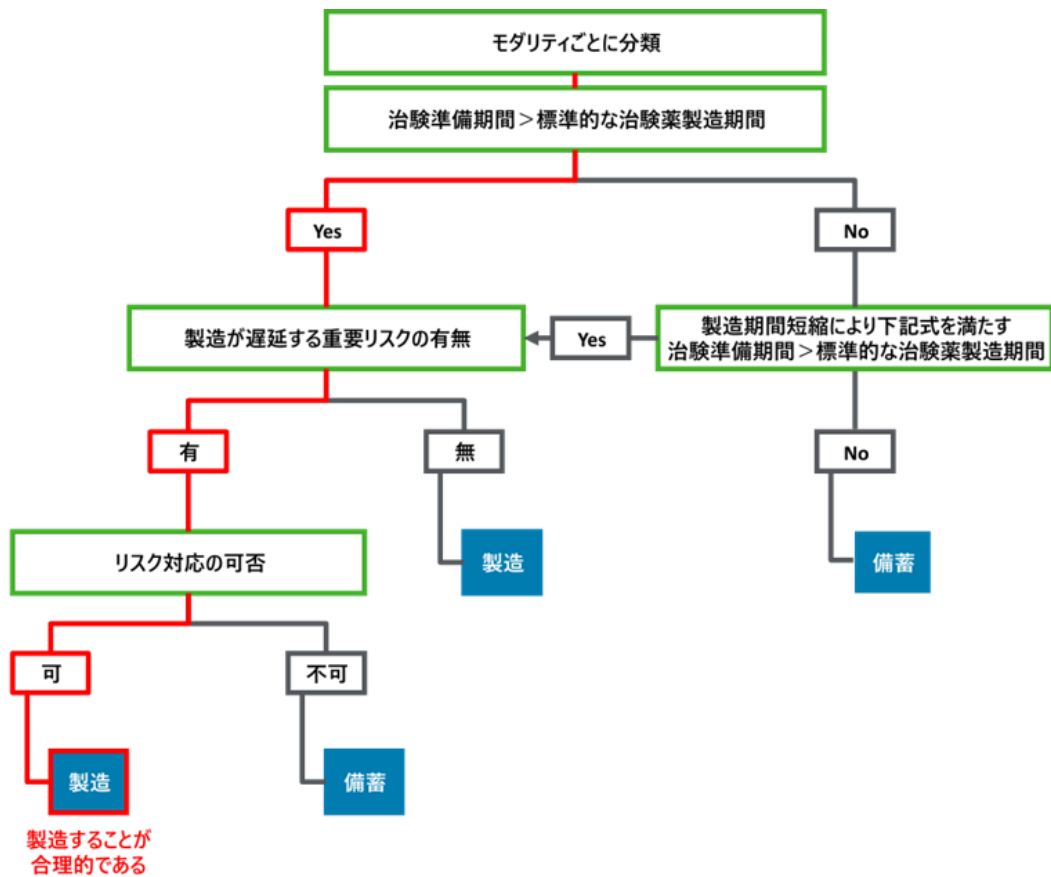 モダリティごとに分類
治験準備期間＞標準的な治験薬製造期間
Yes
No
製造が遅延する重要リスクの有無
Yes
製造期間短縮により下記式を満たす
治験準備期間＞標準的な治験薬製造期間
有
無
No
リスク対応の可否
製造
備蓄
可
不可
製造
備蓄
製造することが
合理的である